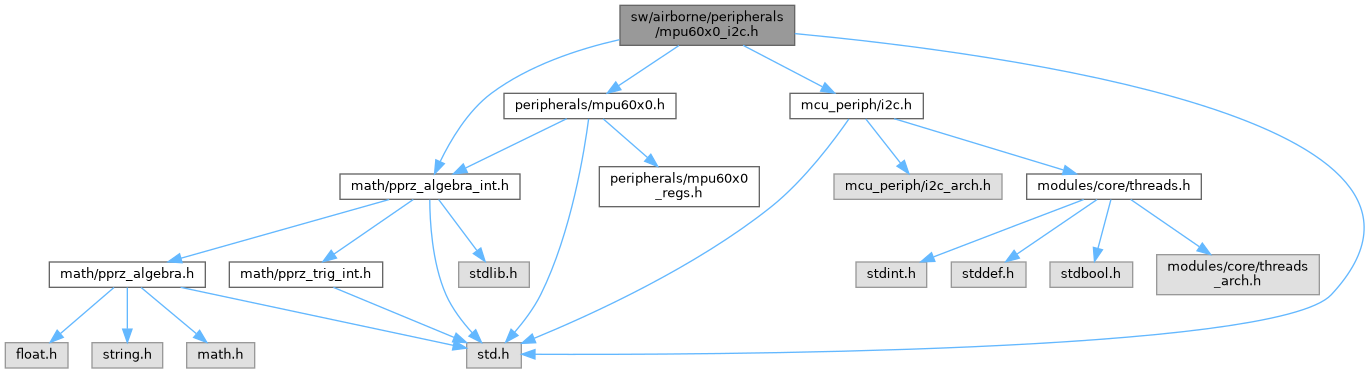 sw/airborne/peripherals
/mpu60x0_i2c.h
peripherals/mpu60x0.h
mcu_periph/i2c.h
math/pprz_algebra_int.h
peripherals/mpu60x0
_regs.h
mcu_periph/i2c_arch.h
modules/core/threads.h
math/pprz_algebra.h
math/pprz_trig_int.h
stdlib.h
stdint.h
stddef.h
stdbool.h
modules/core/threads
_arch.h
float.h
string.h
math.h
std.h